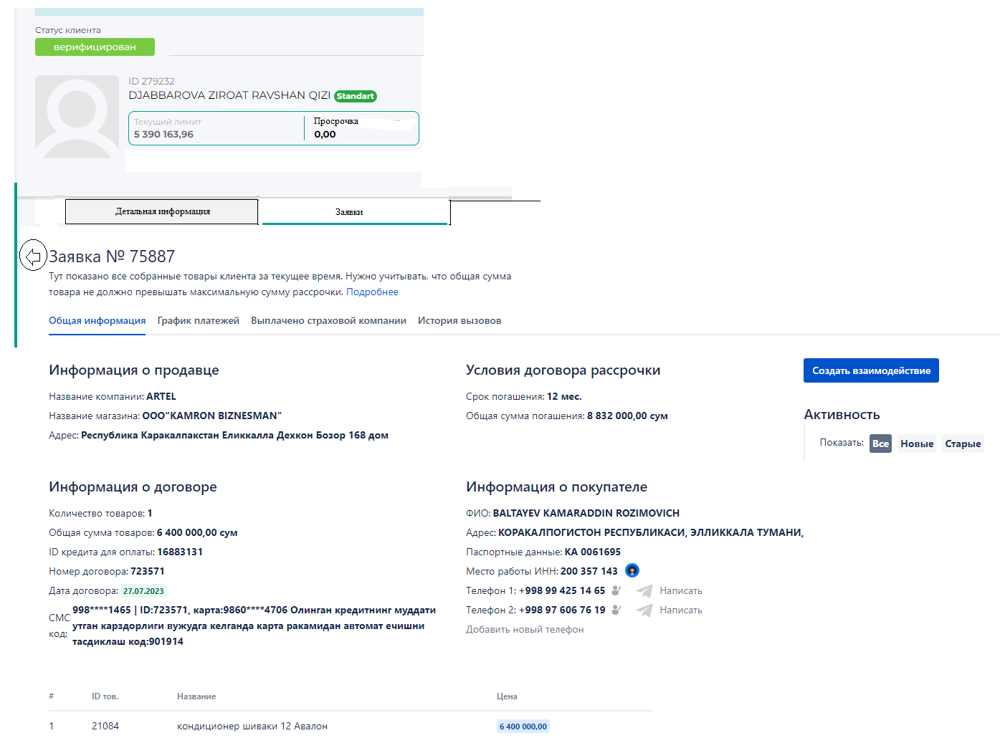 Статус клиента
верифицирован
ID 279232
DJABBAROVA ZIROAT RAVSHAN QIZI Standart
Текущий лимит Просрочка
5 390 163,96 0,00
Детальная информация Заявки
Заявка № 75887
Тут показано все собранные товары клиента за текущее время. Нужно учитывать, что общая сумма
товара не должно превышать максимальную сумму рассрочки. Подробнее
Общая информация График платежей Выплачено страховой компании История вызовов
Информация о продавце
Название компании: ARTEL
Название магазина: ООО"KAMRON BIZNESMAN"
Адрес: Республика Каракалпакстан Еликкалла Дехкон Бозор 168 дом
Условия договора рассрочки
Срок погашения: 12 мес.
Общая сумма погашения: 8 832 000,00 сум
Создать взаимодействие
Активность
Показать: Все Новые Старые
Информация о договоре
Количество товаров: 1
Общая сумма товаров: 6 400 000,00 сум
ID кредита для оплаты: 16883131
Номер договора: 723571
Дата договора: 27.07.2023
СМС код:
998****1465 | ID:723571, карта:9860****4706 Олинган кредитнинг муддати
утган карздорлиги вужудга келганда карта ракамидан автомат ечишни
тасдиклаш код:901914
Информация о покупателе
ФИО: BALTAYEV KAMARADDIN ROZIMOVICH
Адрес: КОРАКАЛПОГИСТОН РЕСПУБЛИКАСИ, ЭЛЛИККАЛА ТУМАНИ,
Паспортные данные: KA 0061695
Место работы ИНН: 200 357 143
Телефон 1: +998 99 425 14 65 Написать
Телефон 2: +998 97 606 76 19 Написать
Добавить новый телефон
# ID тов. Название Цена
1 21084 кондиционер шиваки 12 Авалон 6 400 000,00